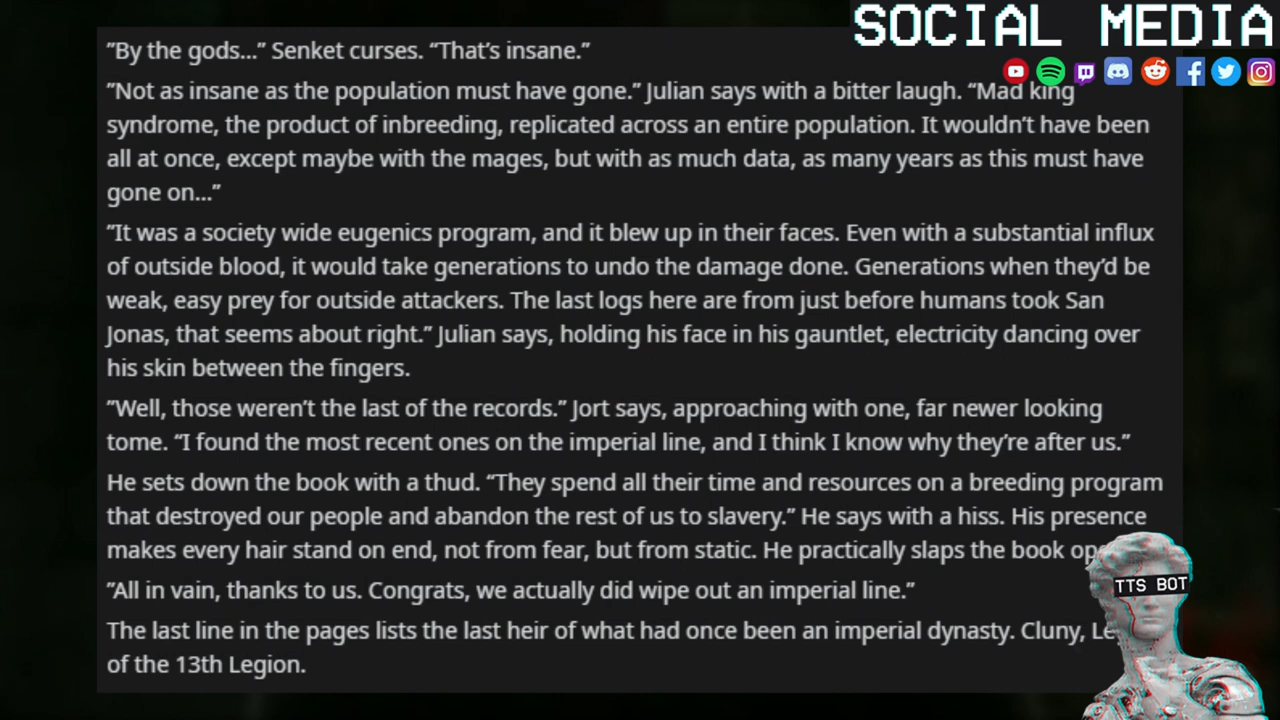 SOCIAL MEDIA
”By the gods...” Senket curses. “That’s insane.”
”Not as insane as the population must have gone.” Julian says with a bitter laugh. “Mad king
syndrome, the product of inbreeding, replicated across an entire population. It wouldn’t have been
all at once, except maybe with the mages, but with as much data, as many years as this must have
gone on...”
”It was a society wide eugenics program, and it blew up in their faces. Even with a substantial influx
of outside blood, it would take generations to undo the damage done. Generations when they’d be
weak, easy prey for outside attackers. The last logs here are from just before humans took San
Jonas, that seems about right.” Julian says, holding his face in his gauntlet, electricity dancing over
his skin between the fingers.
”Well, those weren’t the last of the records.” Jort says, approaching with one, far newer looking
tome. “I found the most recent ones on the imperial line, and I think I know why they’re after us.”
He sets down the book with a thud. “They spend all their time and resources on a breeding program
that destroyed our people and abandon the rest of us to slavery.” He says with a hiss. His presence
makes every hair stand on end, not from fear, but from static. He practically slaps the book
”All in vain, thanks to us. Congrats, we actually did wipe out an imperial line.”
The last line in the pages lists the last heir of what had once been an imperial dynasty. Cluny,
of the 13th Legion.
TTS BOT